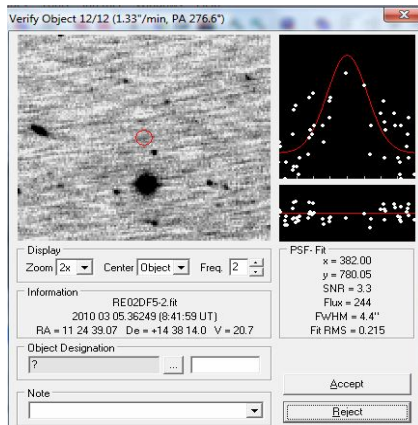 Verify Object 12/12 (1.33"/min, PA 276.6°)
Display
Zoom 2x Center Object Freq. 2
Information
RE02DF5-2.fit
2010 03 05.36249 (8:41:59 UT)
RA = 11 24 39.07 De = +14 38 14.0 V = 20.7
Object Designation
? ...
Note
PSF- Fit
x = 382.00
y = 780.05
SNR = 3.3
Flux = 244
FWHM = 4.4"
Fit RMS = 0.215
Accept
Reject